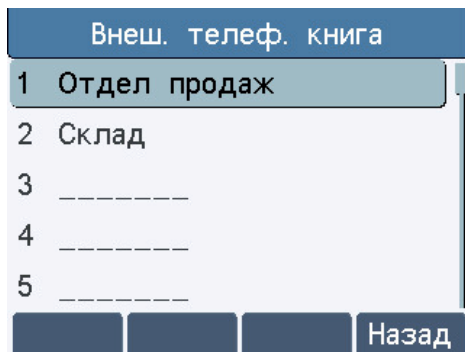 Внеш. телеф. книга
1 Отдел продаж
2 Склад
3 _______
4 _______
5 _______
Назад